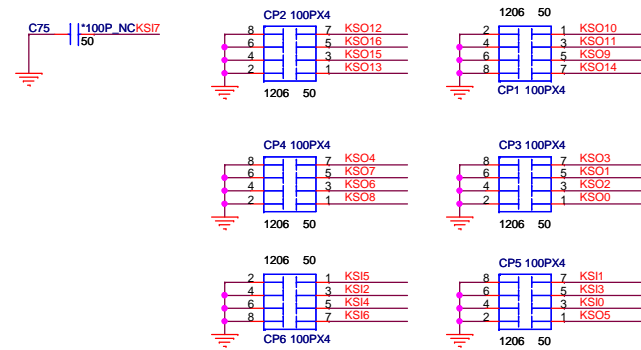 C75 *100P_NC KSI7
50
CP2 100PX4
8 7 KSO12
6 5 KSO16
4 3 KSO15
2 1 KSO13
1206 50
1206 50
2 1 KSO10
4 3 KSO11
6 5 KSO9
8 7 KSO14
CP1 100PX4
CP4 100PX4
8 7 KSO4
6 5 KSO7
4 3 KSO6
2 1 KSO8
1206 50
CP3 100PX4
8 7 KSO3
6 5 KSO1
4 3 KSO2
2 1 KSO0
1206 50
1206 50
2 1 KSI5
4 3 KSI2
6 5 KSI4
8 7 KSI6
CP6 100PX4
CP5 100PX4
8 7 KSI1
6 5 KSI3
4 3 KSI0
2 1 KSO5
1206 50